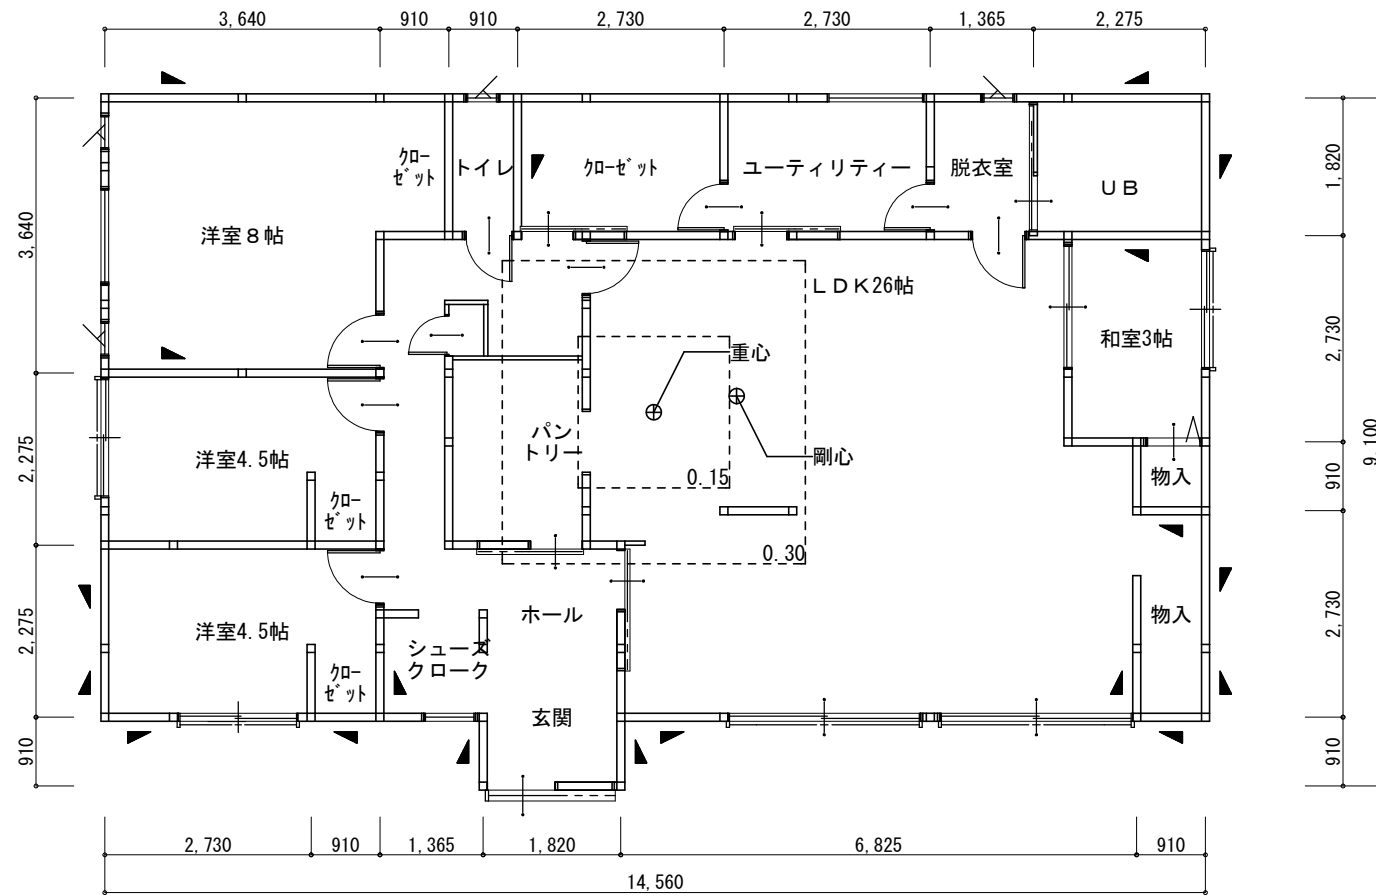 3,640
910
910
2,730
2,730
1,365
2,275
クロー
ゼット
トイレ
クローゼット
ユーティリティー
脱衣室
ＵＢ
1,820
3,640
洋室８帖
ＬＤＫ26帖
和室3帖
2,730
重心
9,100
2,275
洋室4.5帖
クロー
ゼット
パン
トリー
剛心
0.15
物入
910
0.30
2,275
洋室4.5帖
クロー
ゼット
シューズ
クローク
ホール
物入
2,730
玄関
910
910
2,730
910
1,365
1,820
6,825
910
14,560